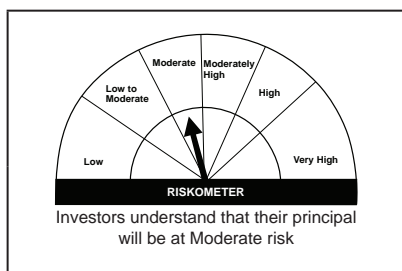 Moderate
Moderately
High
Low to
Moderate
High
Low
Very High
RISKOMETER
Investors understand that their principal
will be at Moderate risk